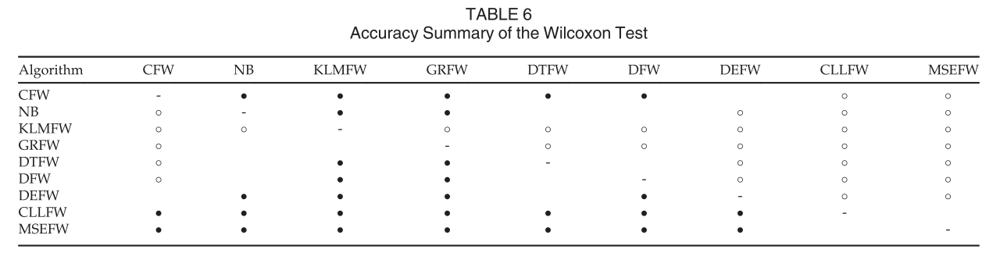 TABLE 6
Accuracy Summary of the Wilcoxon Test
Algorithm CFW NB KLMFW GRFW DTFW DFW DEFW CLLFW MSEFW
CFW - ● ● ● ● ● ○ ○
NB ○ - ● ● ○ ○ ○
KLMFW ○ ○ - ○ ○ ○ ○ ○ ○
GRFW ○ - ○ ○ ○ ○ ○
DTFW ○ ● ● - ○ ○ ○
DFW ○ ● ● - ○ ○ ○
DEFW ● ● ● ● - ○ ○
CLLFW ● ● ● ● ● ● ● -
MSEFW ● ● ● ● ● ● ● -